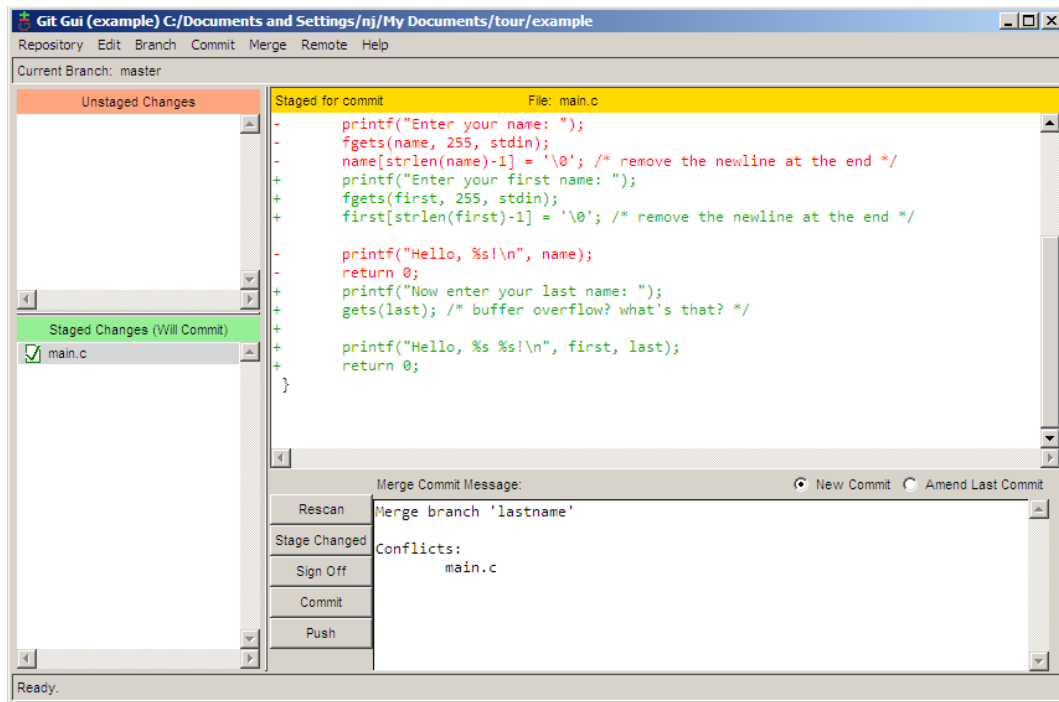 Git Gui (example) C:/Documents and Settings/nj/My Documents/tour/example
Repository Edit Branch Commit Merge Remote Help
Current Branch: master
Unstaged Changes
Staged Changes (Will Commit)
main.c
Staged for commit File: main.c
-       printf("Enter your name: ");
-       fgets(name, 255, stdin);
-       name[strlen(name)-1] = '\0'; /* remove the newline at the end */
+       printf("Enter your first name: ");
+       fgets(first, 255, stdin);
+       first[strlen(first)-1] = '\0'; /* remove the newline at the end */
-       printf("Hello, %s!\n", name);
-       return 0;
+       printf("Now enter your last name: ");
+       gets(last); /* buffer overflow? what's that? */
+
+       printf("Hello, %s %s!\n", first, last);
+       return 0;
 }
Merge Commit Message: New Commit Amend Last Commit
Rescan
Stage Changed
Sign Off
Commit
Push
Merge branch 'lastname'
Conflicts:
        main.c
Ready.